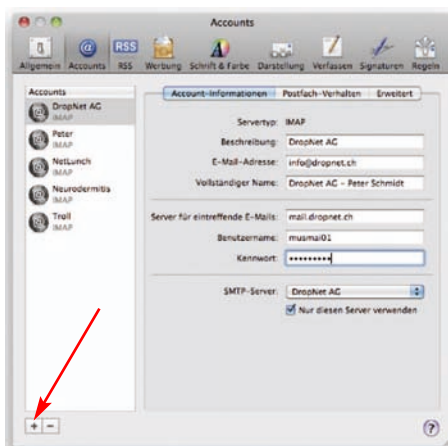 Accounts
Allgemein Accounts RSS Werbung Schrift & Farbe Darstellung Verfassen Signaturen Regeln
RSS
Accounts
DropNet AG
IMAP
Peter
IMAP
NetLunch
IMAP
Neurodermitis
IMAP
Troll
IMAP
+ −
Account-Informationen Postfach-Verhalten Erweitert
Servertyp: IMAP
Beschreibung: DropNet AG
E-Mail-Adresse: info@dropnet.ch
Vollständiger Name: DropNet AG - Peter Schmidt
Server für eintreffende E-Mails: mail.dropnet.ch
Benutzername: musmai01
Kennwort: •••••••••
SMTP-Server: DropNet AG
Nur diesen Server verwenden
?